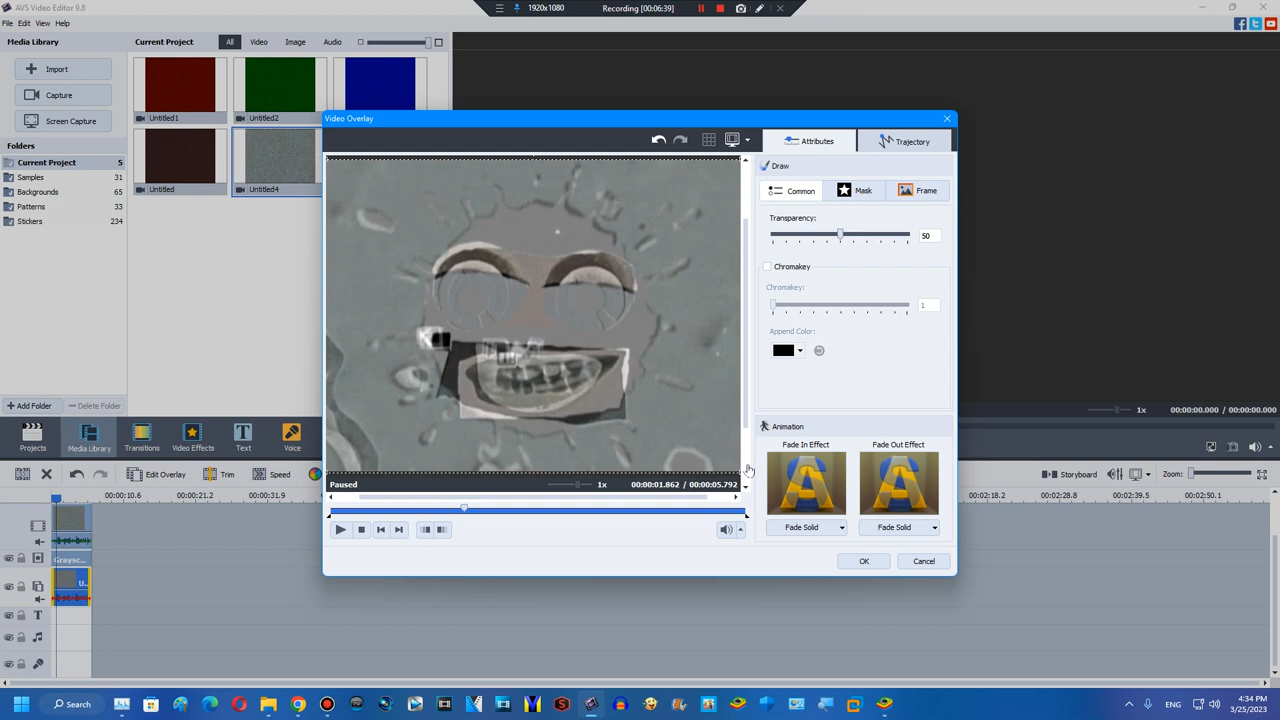 AVS Video Editor 9.8
1920x1080
Recording [00:06:39]
File Edit View Help
Media Library
Current Project
All
Video
Image
Audio
Import
Capture
Screen Capture
Folders
Current Project 5
Samples 31
Backgrounds 65
Patterns 33
Stickers 234
Untitled1
Untitled2
Untitled
Untitled4
Video Overlay
Attributes
Trajectory
Draw
Common
Mask
Frame
Transparency:
50
Chromakey
Chromakey:
1
Append Color:
Animation
Fade In Effect
Fade Out Effect
Fade Solid
Fade Solid
OK
Cancel
Paused
1x
00:00:01.862 / 00:00:05.792
+ Add Folder
Delete Folder
1x
00:00:00.000 / 00:00:00.000
Projects
Media Library
Transitions
Video Effects
Text
Voice
Edit Overlay
Trim
Speed
Storyboard
Zoom:
00:00:10.6
00:00:21.2
00:00:31.9
00:02:18.2
00:02:28.8
00:02:39.5
00:02:50.1
Graysc...
U...
Search
ENG
4:34 PM
3/25/2023